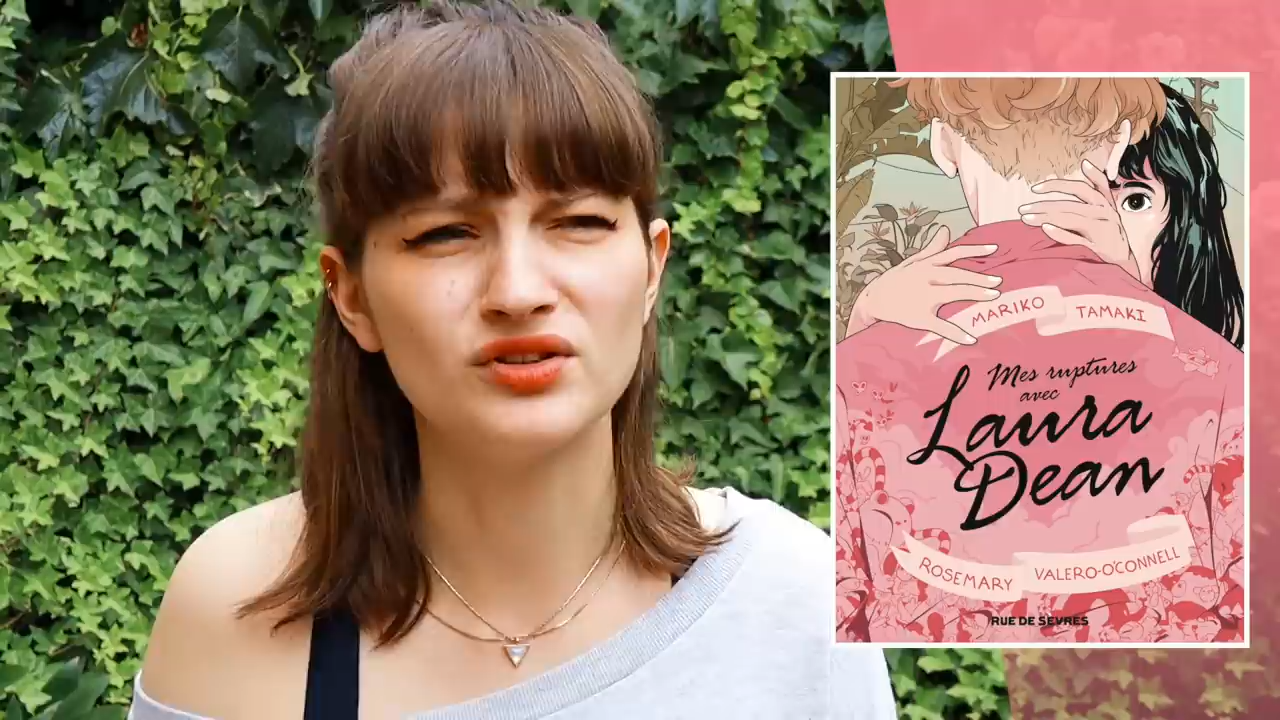 MARIKO TAMAKI
Mes ruptures
avec
Laura
Dean
ROSEMARY VALERO-O'CONNELL
RUE DE SEVRES